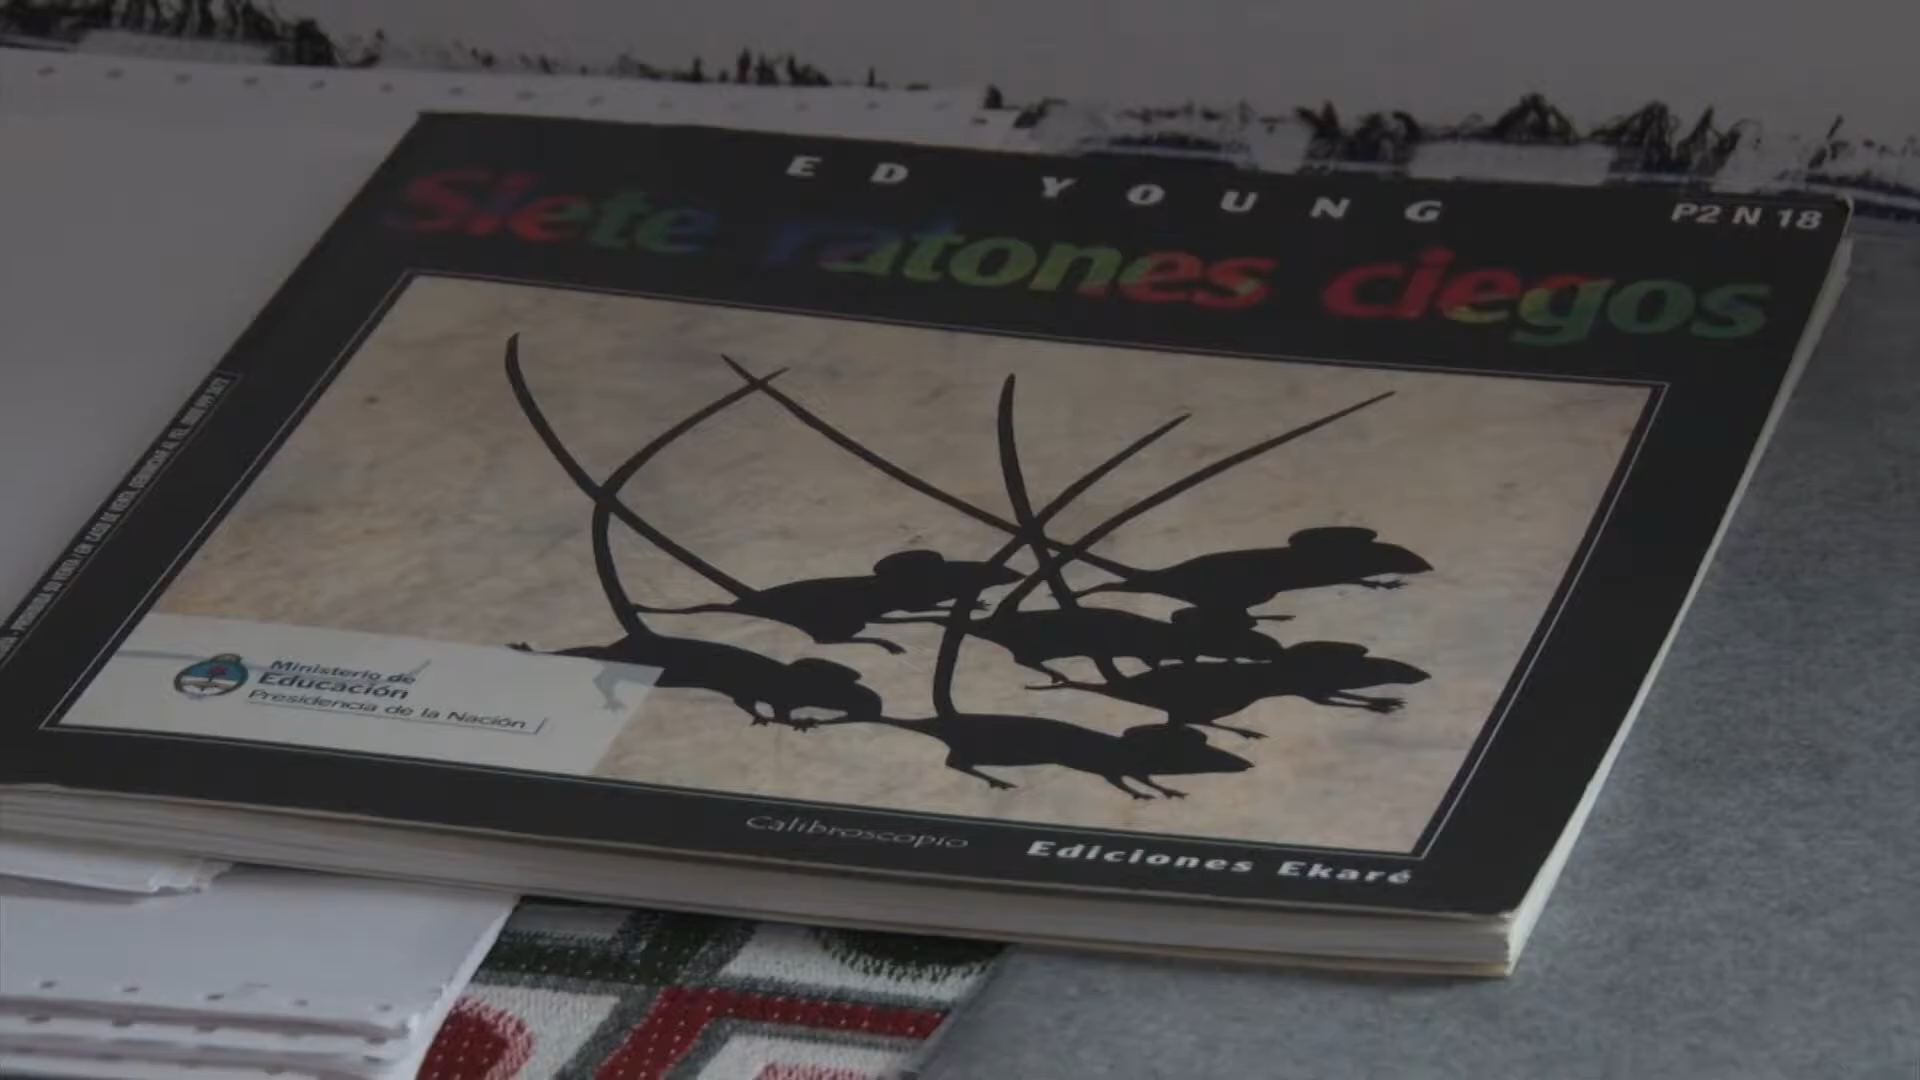 ED YOUNG
P2 N 18
Siete ratones ciegos
Ministerio de
Educación
Presidencia de la Nación
Calibroscopio
Ediciones Ekaré